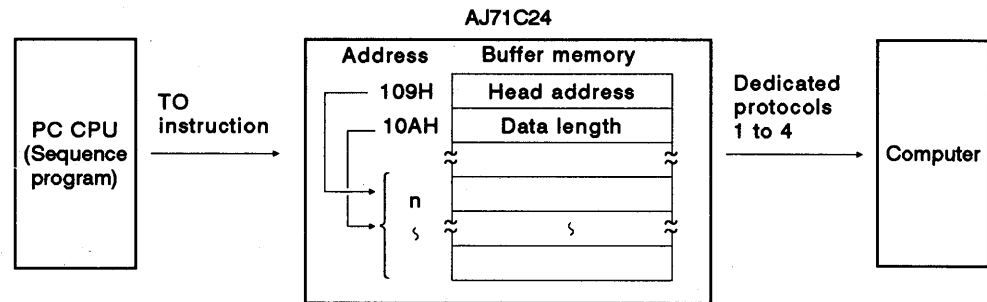 AJ71C24
Address Buffer memory
109H Head address
10AH Data length
n
PC CPU
(Sequence
program)
TO
instruction
Dedicated
protocols
1 to 4
Computer